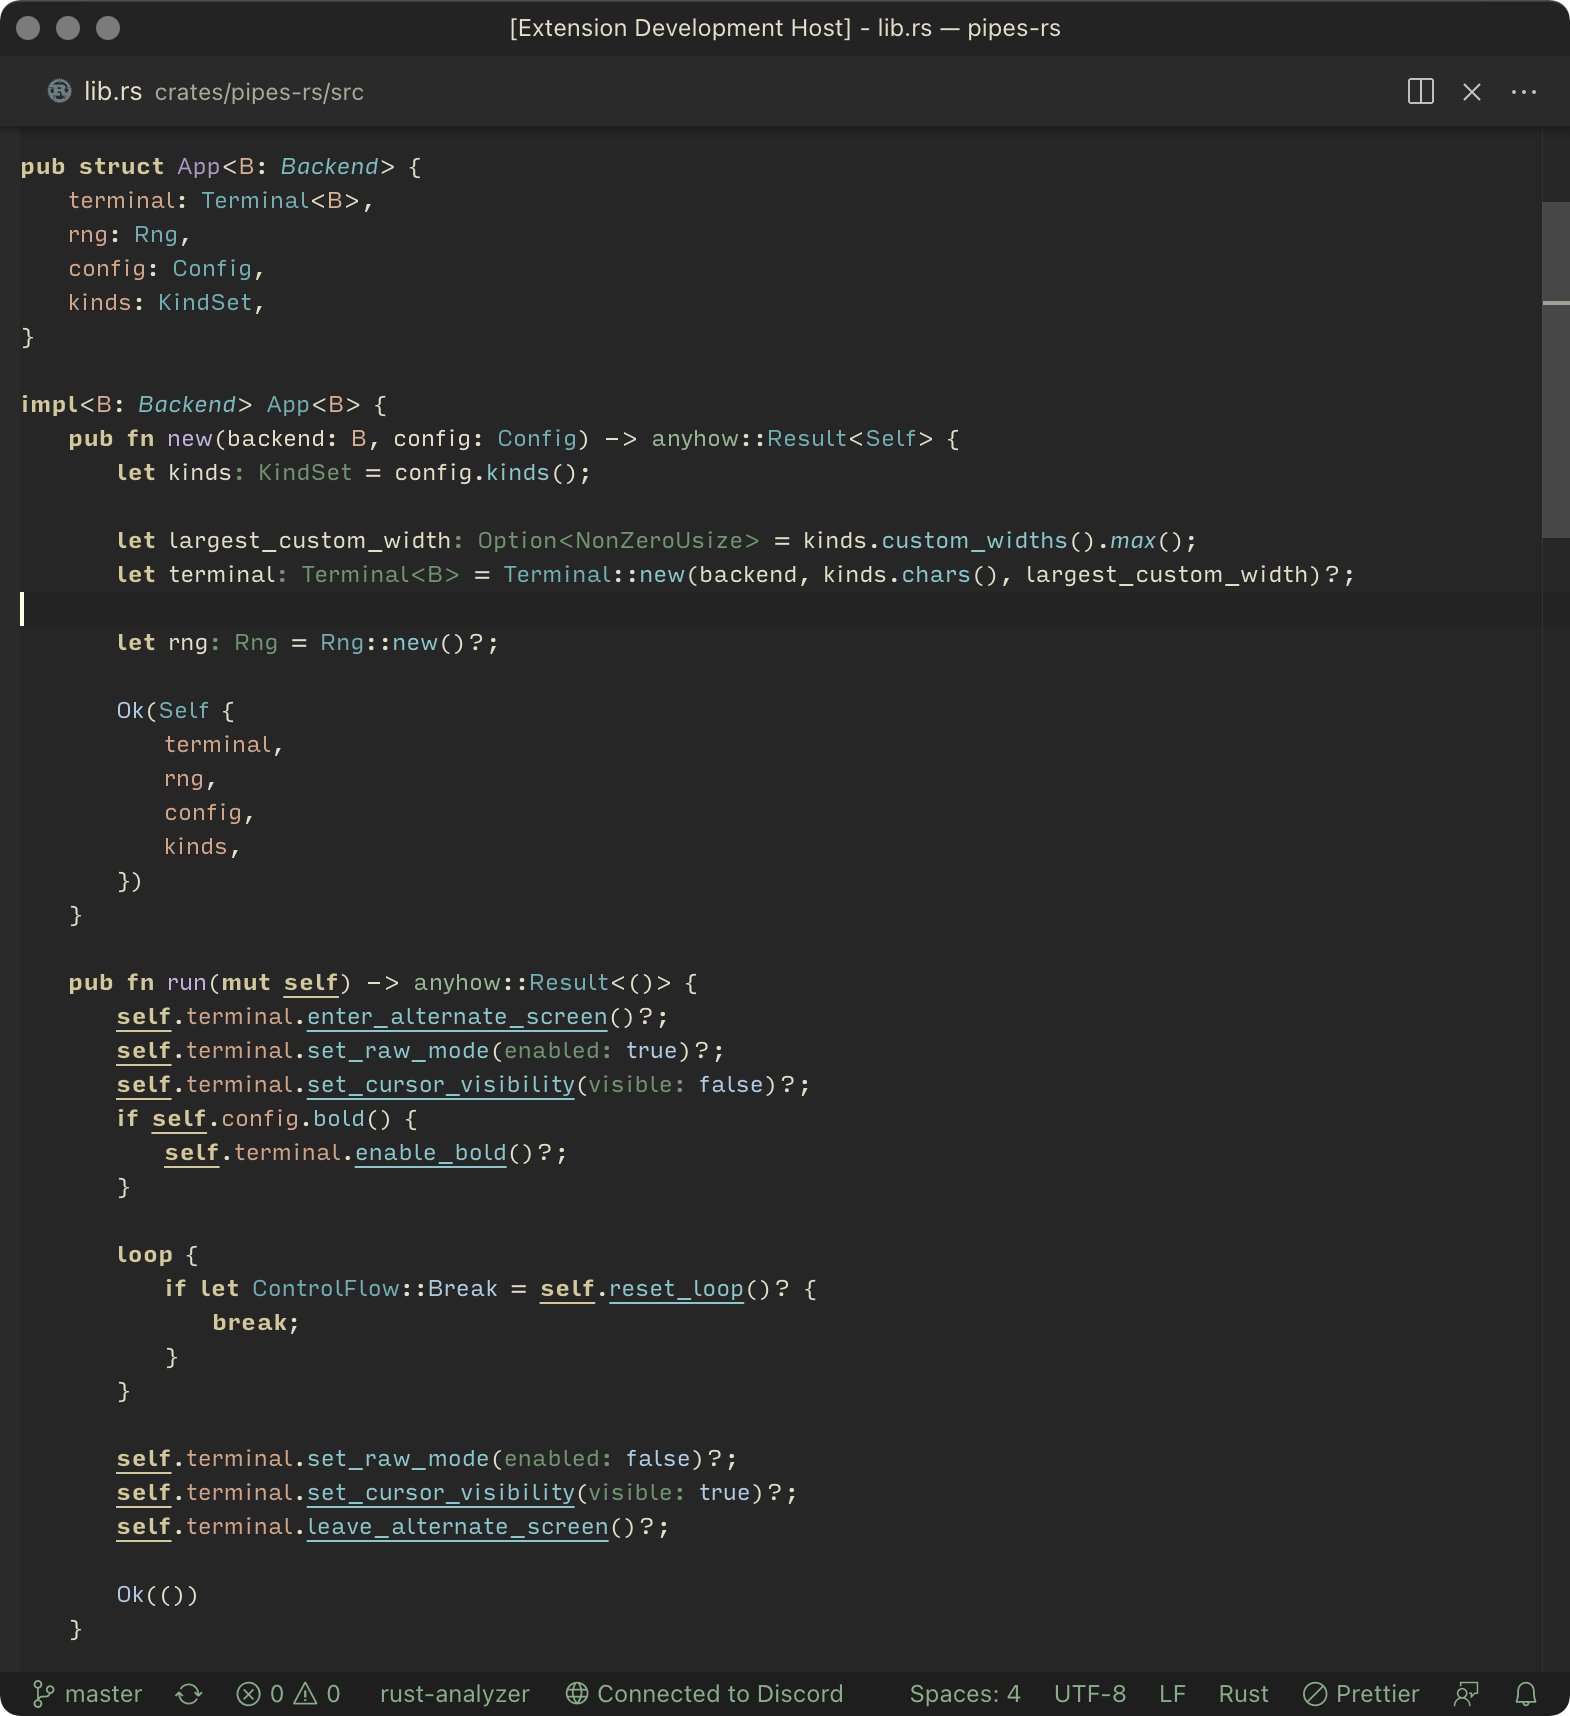 [Extension Development Host] - lib.rs — pipes-rs
lib.rs crates/pipes-rs/src
pub struct App<B: Backend> {
    terminal: Terminal<B>,
    rng: Rng,
    config: Config,
    kinds: KindSet,
}
impl<B: Backend> App<B> {
    pub fn new(backend: B, config: Config) -> anyhow::Result<Self> {
        let kinds: KindSet = config.kinds();
        let largest_custom_width: Option<NonZeroUsize> = kinds.custom_widths().max();
        let terminal: Terminal<B> = Terminal::new(backend, kinds.chars(), largest_custom_width)?;
        let rng: Rng = Rng::new()?;
        Ok(Self {
            terminal,
            rng,
            config,
            kinds,
        })
    }
    pub fn run(mut self) -> anyhow::Result<()> {
        self.terminal.enter_alternate_screen()?;
        self.terminal.set_raw_mode(enabled: true)?;
        self.terminal.set_cursor_visibility(visible: false)?;
        if self.config.bold() {
            self.terminal.enable_bold()?;
        }
        loop {
            if let ControlFlow::Break = self.reset_loop()? {
                break;
            }
        }
        self.terminal.set_raw_mode(enabled: false)?;
        self.terminal.set_cursor_visibility(visible: true)?;
        self.terminal.leave_alternate_screen()?;
        Ok(())
    }
master 0 0 rust-analyzer Connected to Discord Spaces: 4 UTF-8 LF Rust Prettier